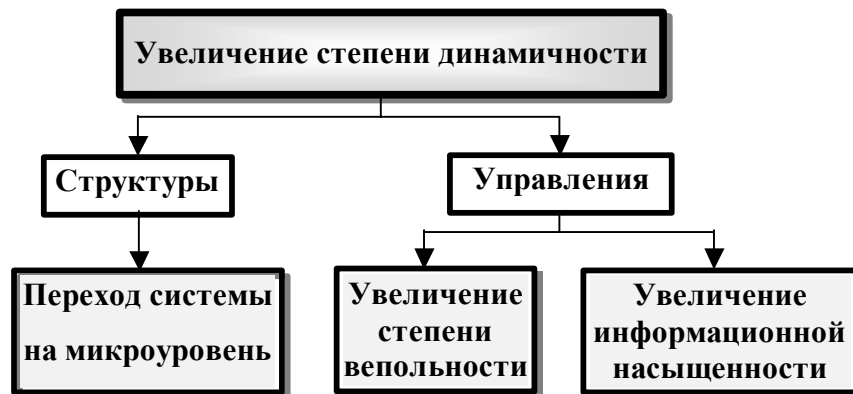 Увеличение степени динамичности
Структуры
Управления
Переход системы
на микроуровень
Увеличение
степени
вепольности
Увеличение
информационной
насыщенности